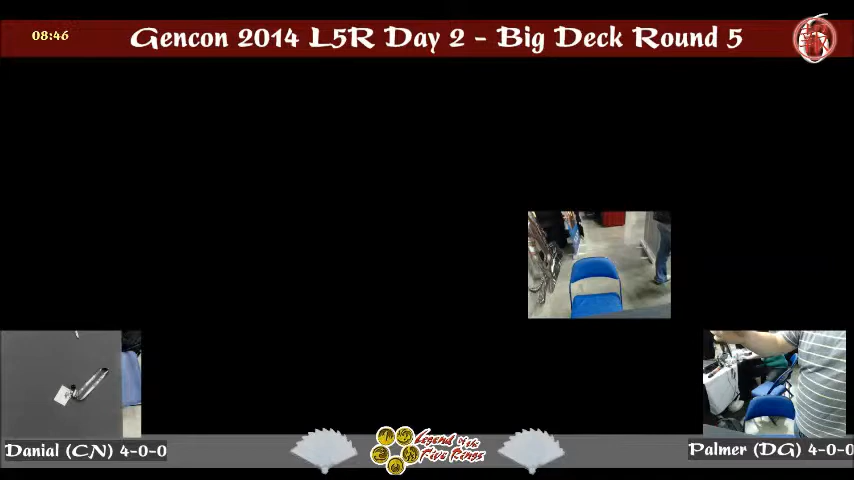 08:46
Gencon 2014 L5R Day 2 - Big Deck Round 5
Danial (CN) 4-0-0
Legend of the
Five Rings
Palmer (DG) 4-0-0